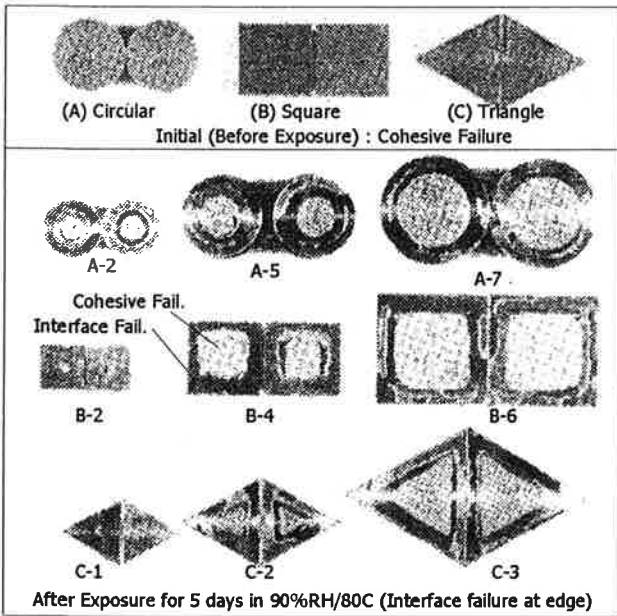 (A) Circular (B) Square (C) Triangle
Initial (Before Exposure) : Cohesive Failure
A-2 A-5 A-7
Cohesive Fail.
Interface Fail.
B-2 B-4 B-6
C-1 C-2 C-3
After Exposure for 5 days in 90%RH/80C (Interface failure at edge)